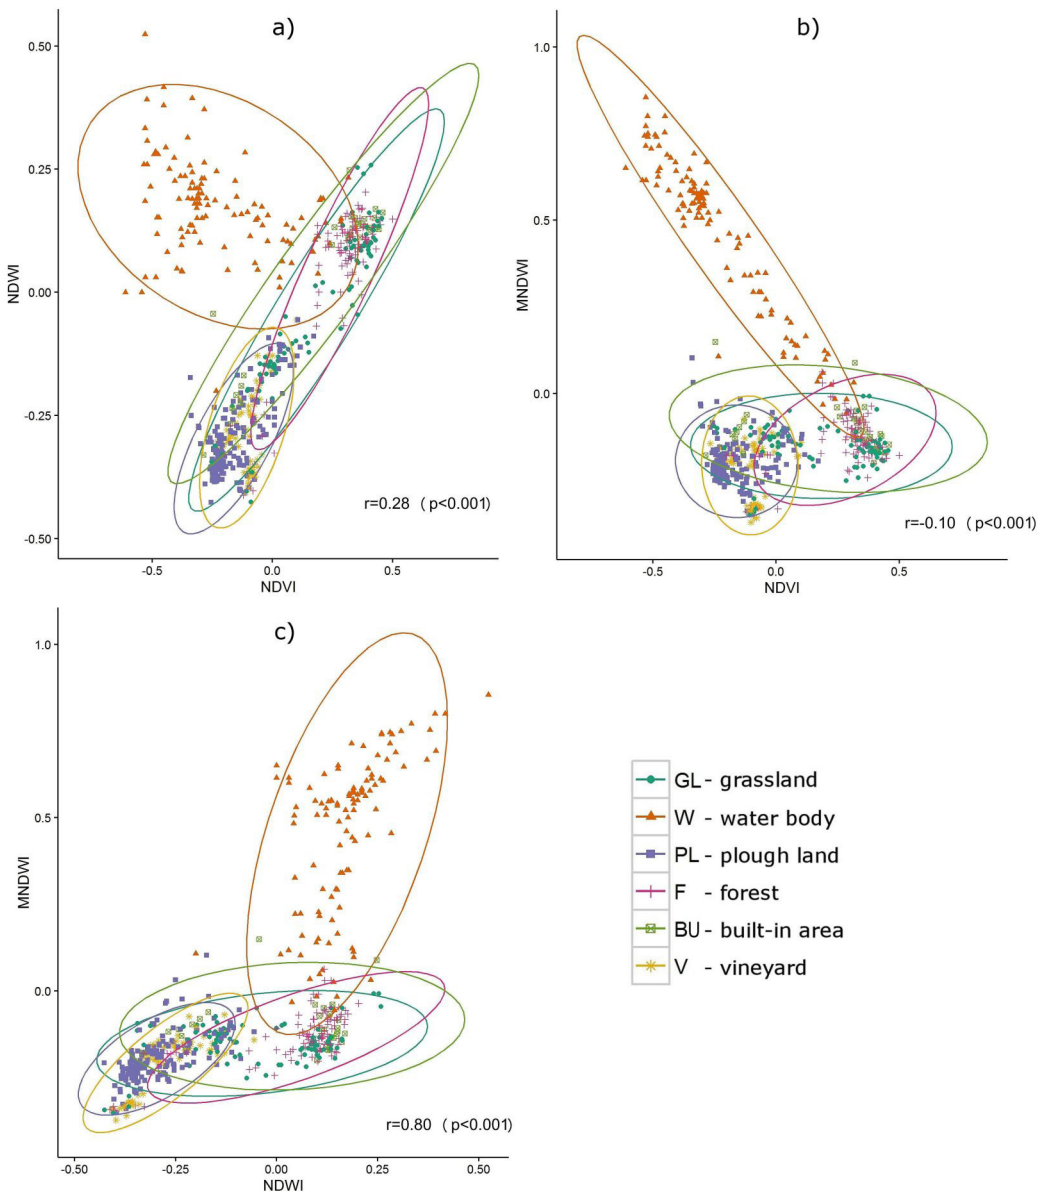 a)
0.50
0.25
0.00
-0.25
-0.50
NDWI
-0.5
0.0
0.5
NDVI
r=0.28 (p<0.001)
b)
1.0
0.5
0.0
MNDWI
-0.5
0.0
0.5
NDVI
r=-0.10 (p<0.001)
c)
1.0
0.5
0.0
MNDWI
-0.50
-0.25
0.00
0.25
0.50
NDWI
r=0.80 (p<0.001)
GL - grassland
W - water body
PL - plough land
F - forest
BU - built-in area
V - vineyard